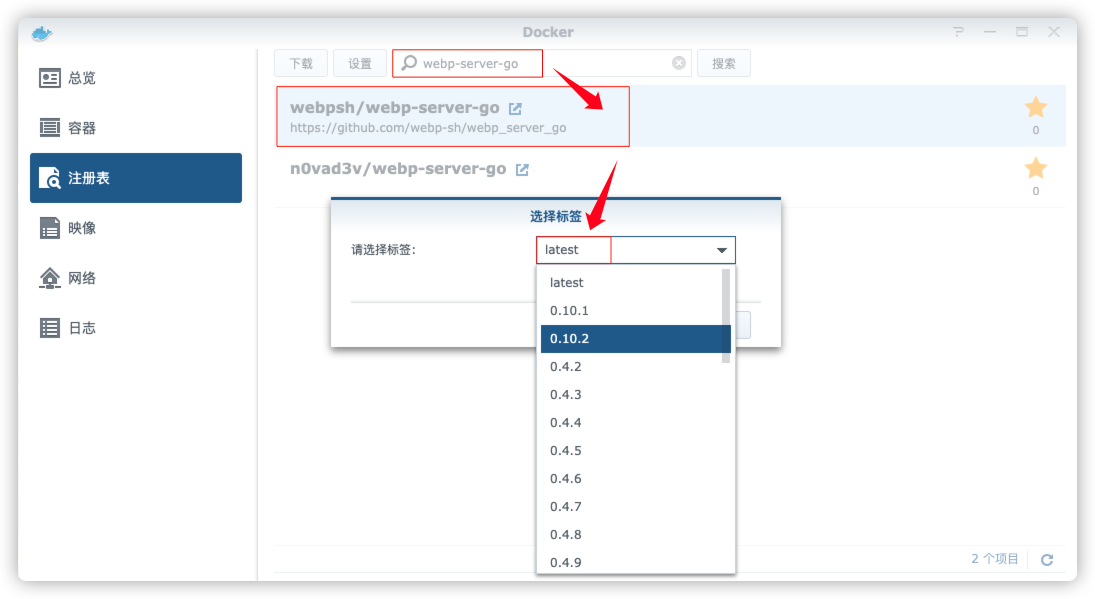 Docker
总览
容器
注册表
映像
网络
日志
下载
设置
webp-server-go
搜索
webpsh/webp-server-go
https://github.com/webp-sh/webp_server_go
0
n0vad3v/webp-server-go
0
选择标签
请选择标签:
latest
latest
0.10.1
0.10.2
0.4.2
0.4.3
0.4.4
0.4.5
0.4.6
0.4.7
0.4.8
0.4.9
2 个项目